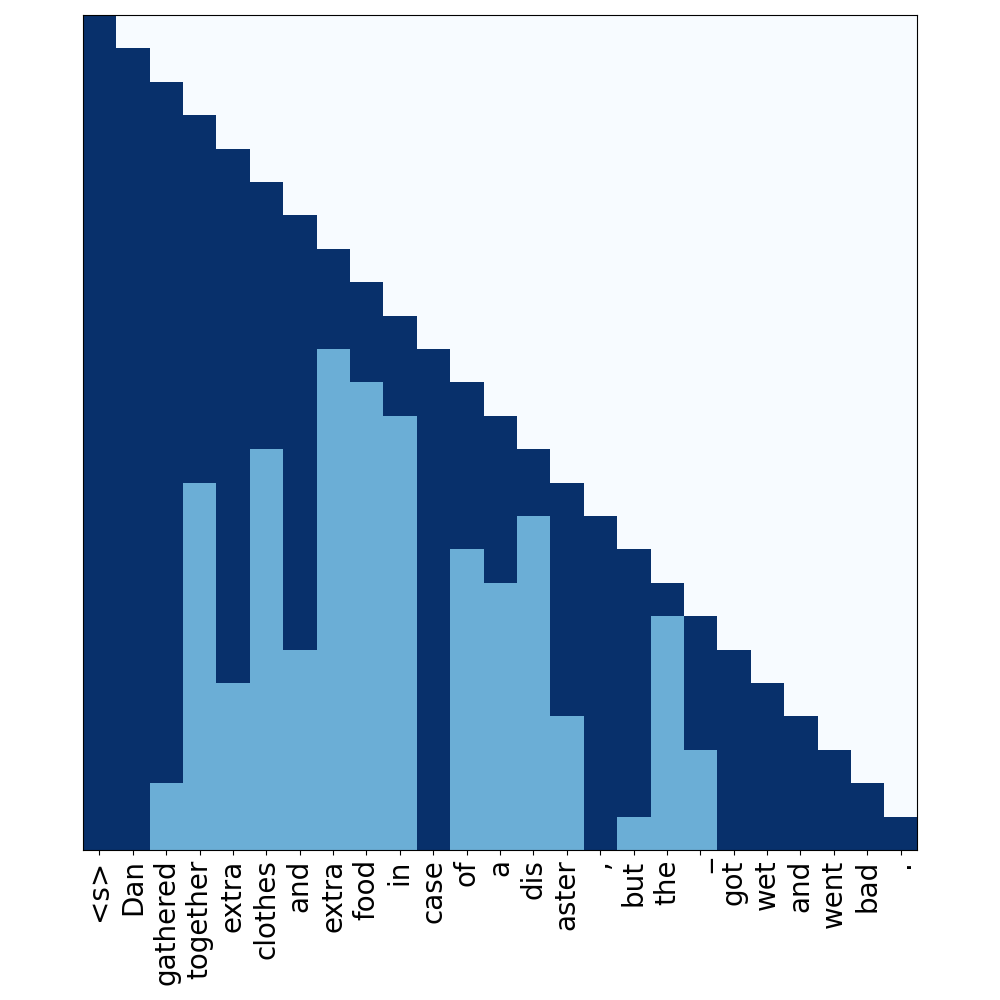 <s>
Dan
gathered
together
extra
clothes
and
extra
food
in
case
of
a
dis
aster
,
but
the
_
got
wet
and
went
bad
.